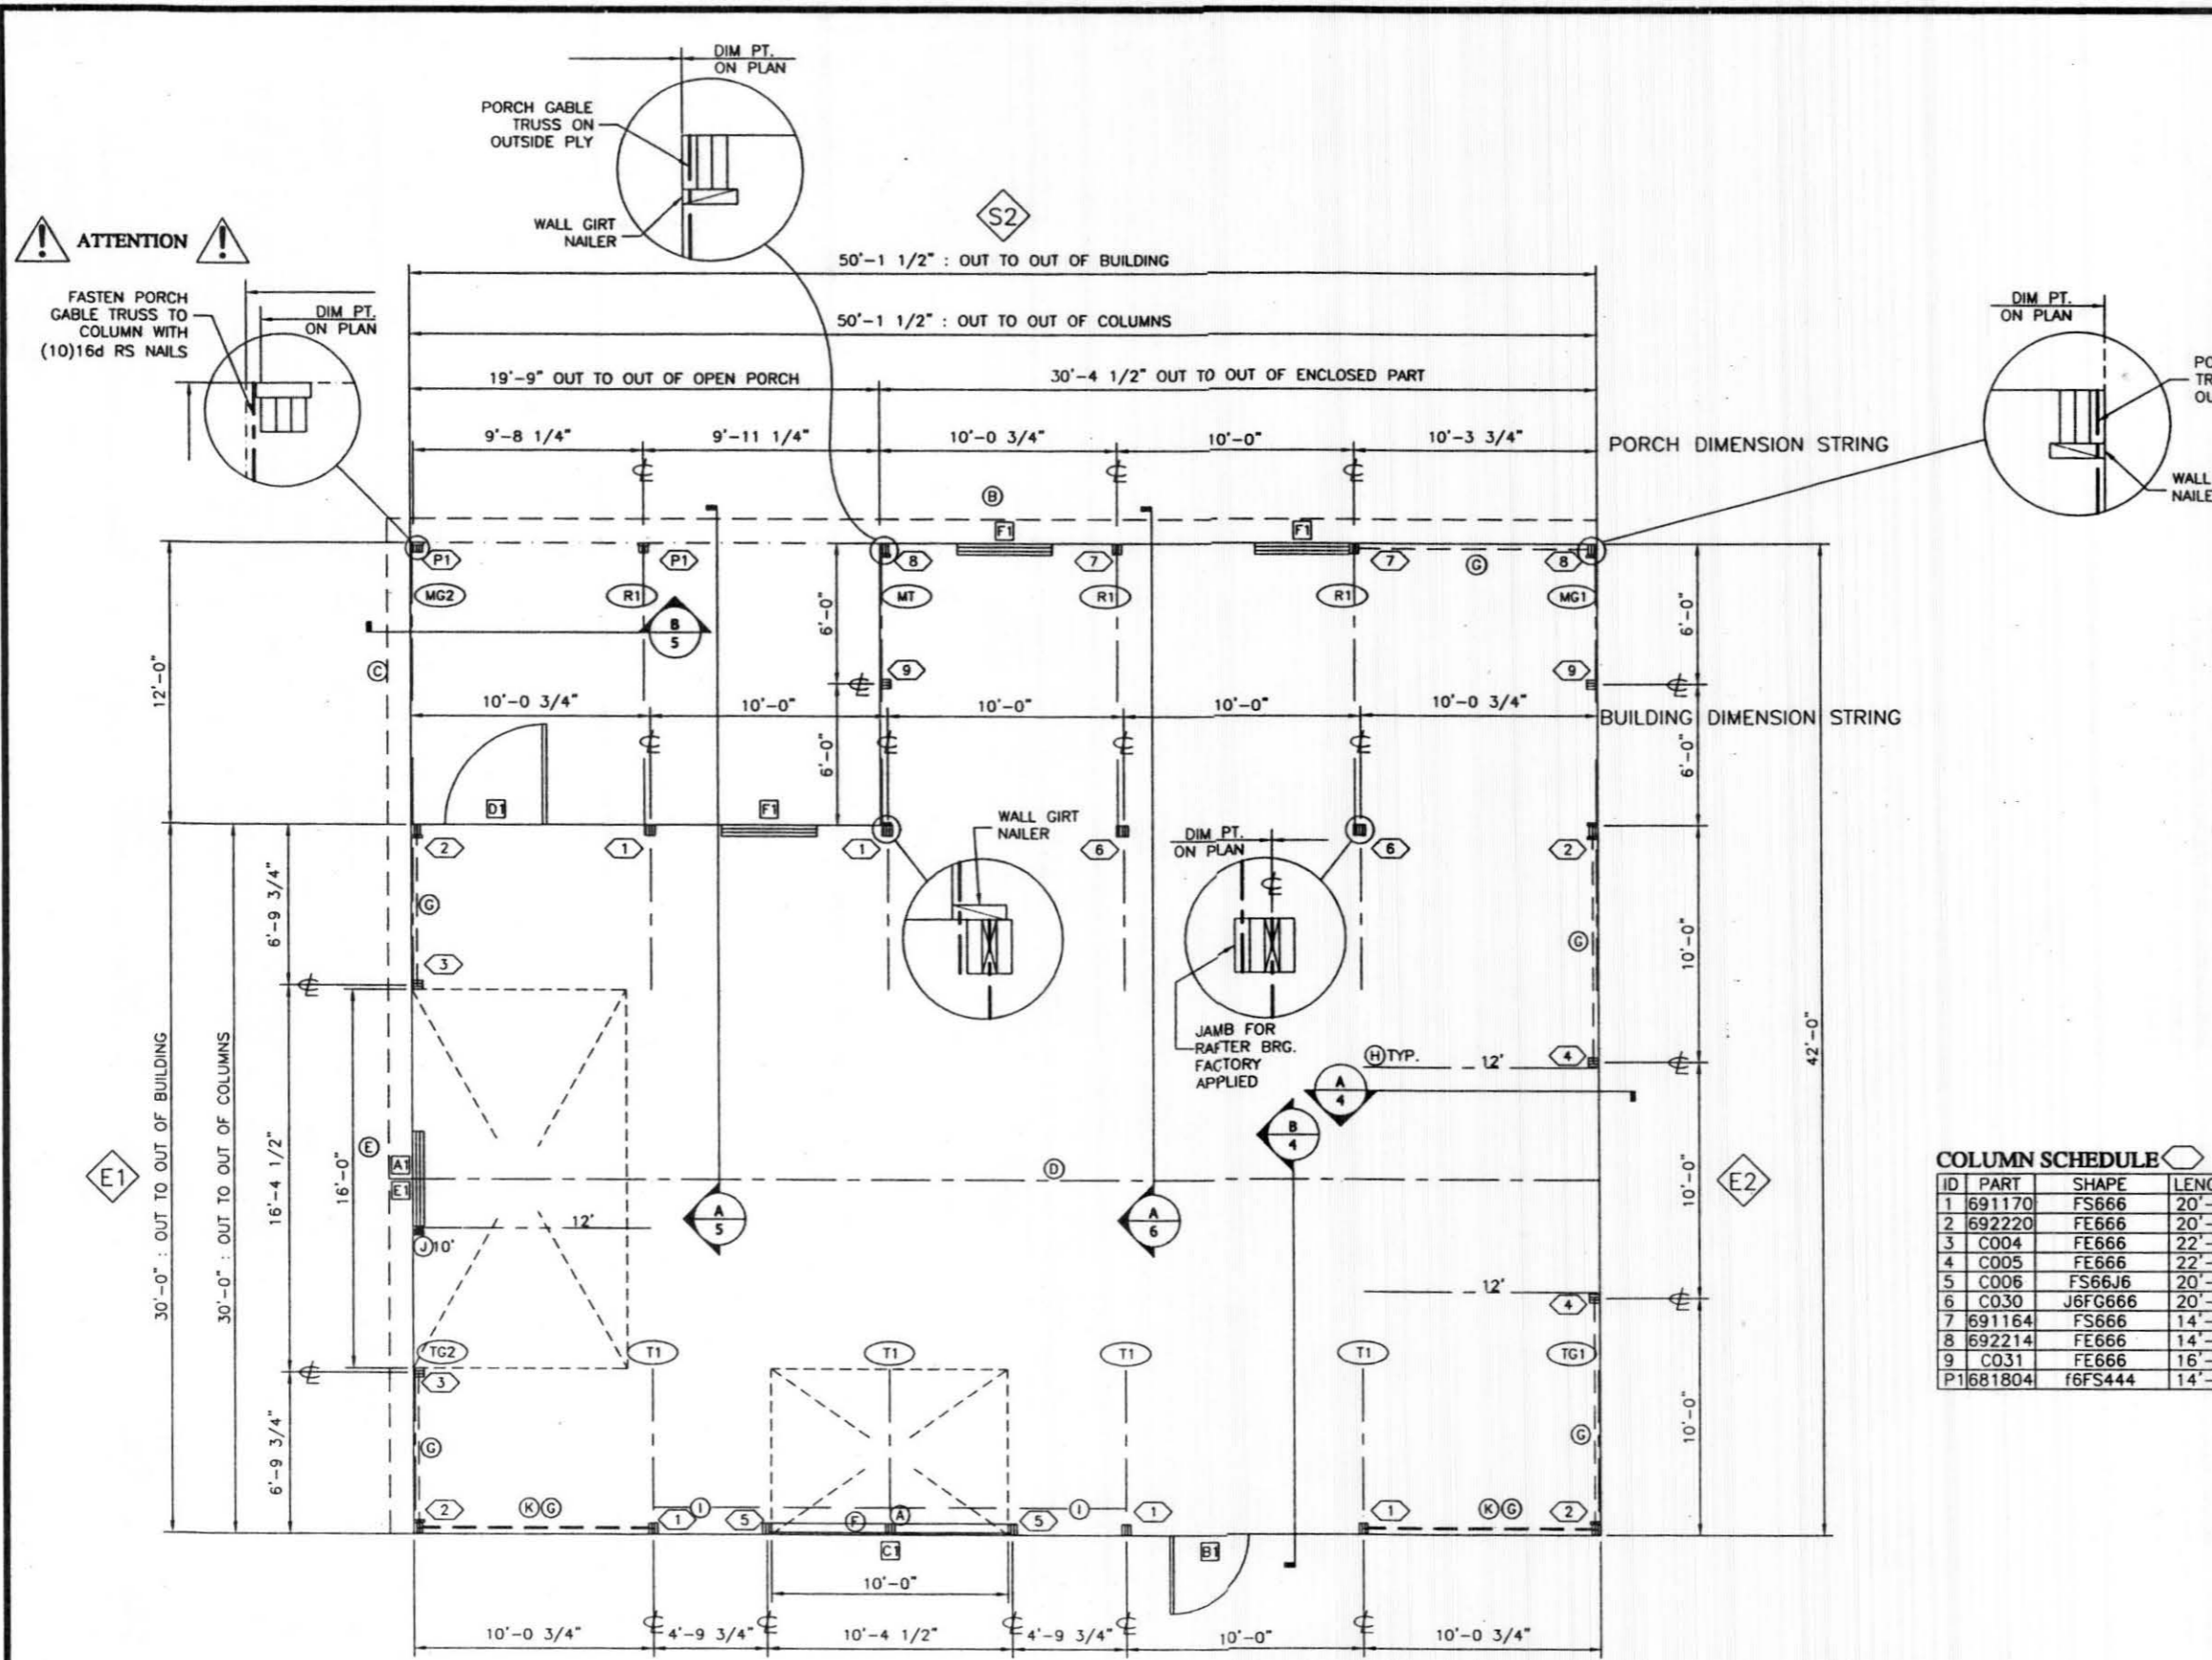 DIM PT.
ON PLAN
PORCH GABLE
TRUSS ON
OUTSIDE PLY
WALL GIRT
NAILER
S2
ATTENTION
50'-1 1/2" : OUT TO OUT OF BUILDING
FASTEN PORCH
GABLE TRUSS TO
COLUMN WITH
(10)16d RS NAILS
DIM PT.
ON PLAN
DIM PT.
ON PLAN
50'-1 1/2" : OUT TO OUT OF COLUMNS
19'-9" OUT TO OUT OF OPEN PORCH
30'-4 1/2" OUT TO OUT OF ENCLOSED PART
9'-8 1/4"
9'-11 1/4"
10'-0 3/4"
10'-0"
10'-3 3/4"
PORCH DIMENSION STRING
WALL
B
F1
F1
P1
P1
8
7
7
G
8
MG2
R1
MT
R1
R1
MG1
B
5
6'-0"
6'-0"
12'-0"
C
9
9
10'-0 3/4"
10'-0"
10'-0"
10'-0"
10'-0 3/4"
BUILDING DIMENSION STRING
6'-0"
6'-0"
D1
F1
WALL GIRT
NAILER
DIM PT.
ON PLAN
2
1
1
6
6
2
6'-9 3/4"
G
G
10'-0"
3
JAMB FOR
RAFTER BRG.
FACTORY
APPLIED
H TYP.
12'
4
A
4
B
4
42'-0"
30'-0" : OUT TO OUT OF BUILDING
30'-0" : OUT TO OUT OF COLUMNS
16'-4 1/2"
16'-0"
E
A1
E1
E1
D
10'-0"
E2
12'
J 10'
A
5
A
6
12'
4
TG2
T1
T1
T1
T1
TG1
3
6'-9 3/4"
G
G
10'-0"
2
K G
1
I
5
F
A
5
I
1
1
K G
2
C1
B1
10'-0"
10'-0 3/4"
4'-9 3/4"
10'-4 1/2"
4'-9 3/4"
10'-0"
10'-0 3/4"
COLUMN SCHEDULE
ID PART SHAPE
1 691170 FS666 20'-
2 692220 FE666 20'-
3 C004 FE666 22'-
4 C005 FE666 22'-
5 C006 FS66J6 20'-
6 C030 J6FG666 20'-
7 691164 FS666 14'-
8 692214 FE666 14'-
9 C031 FE666 16'-
P1 681804 f6FS444 14'-